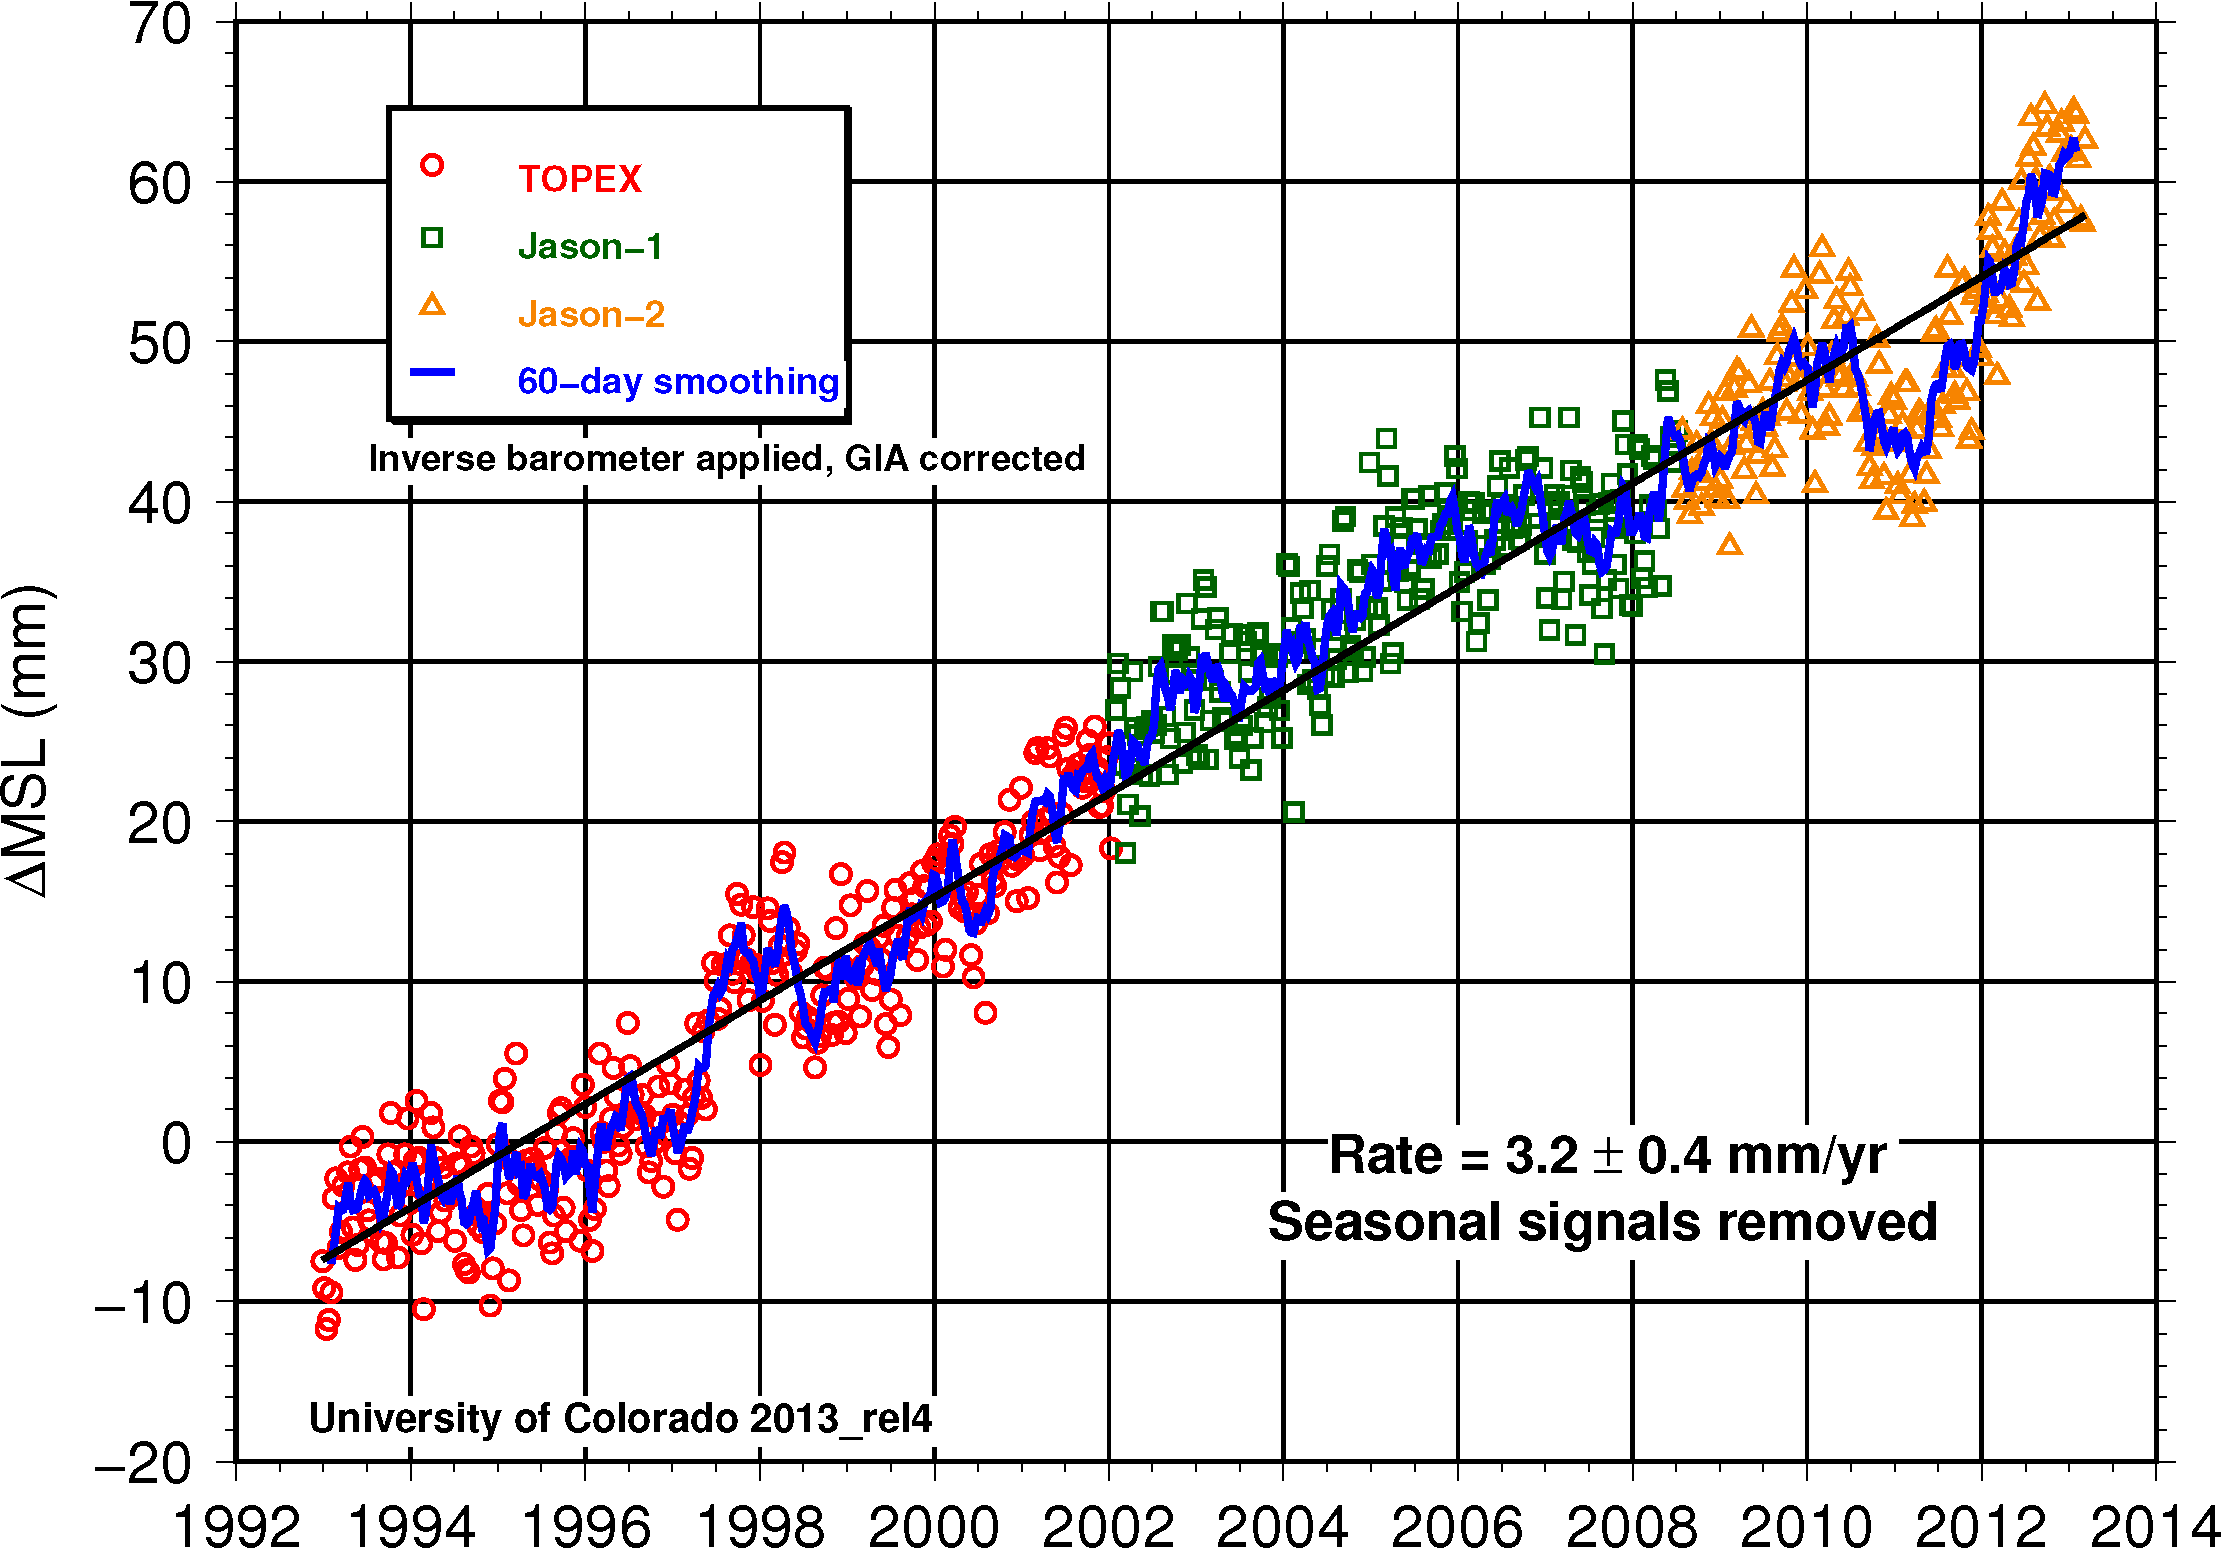 70
60
50
40
30
20
10
0
−10
−20
ΔMSL (mm)
TOPEX
Jason−1
Jason−2
60−day smoothing
Inverse barometer applied, GIA corrected
Rate = 3.2 ± 0.4 mm/yr
Seasonal signals removed
University of Colorado 2013_rel4
1992 1994 1996 1998 2000 2002 2004 2006 2008 2010 2012 2014